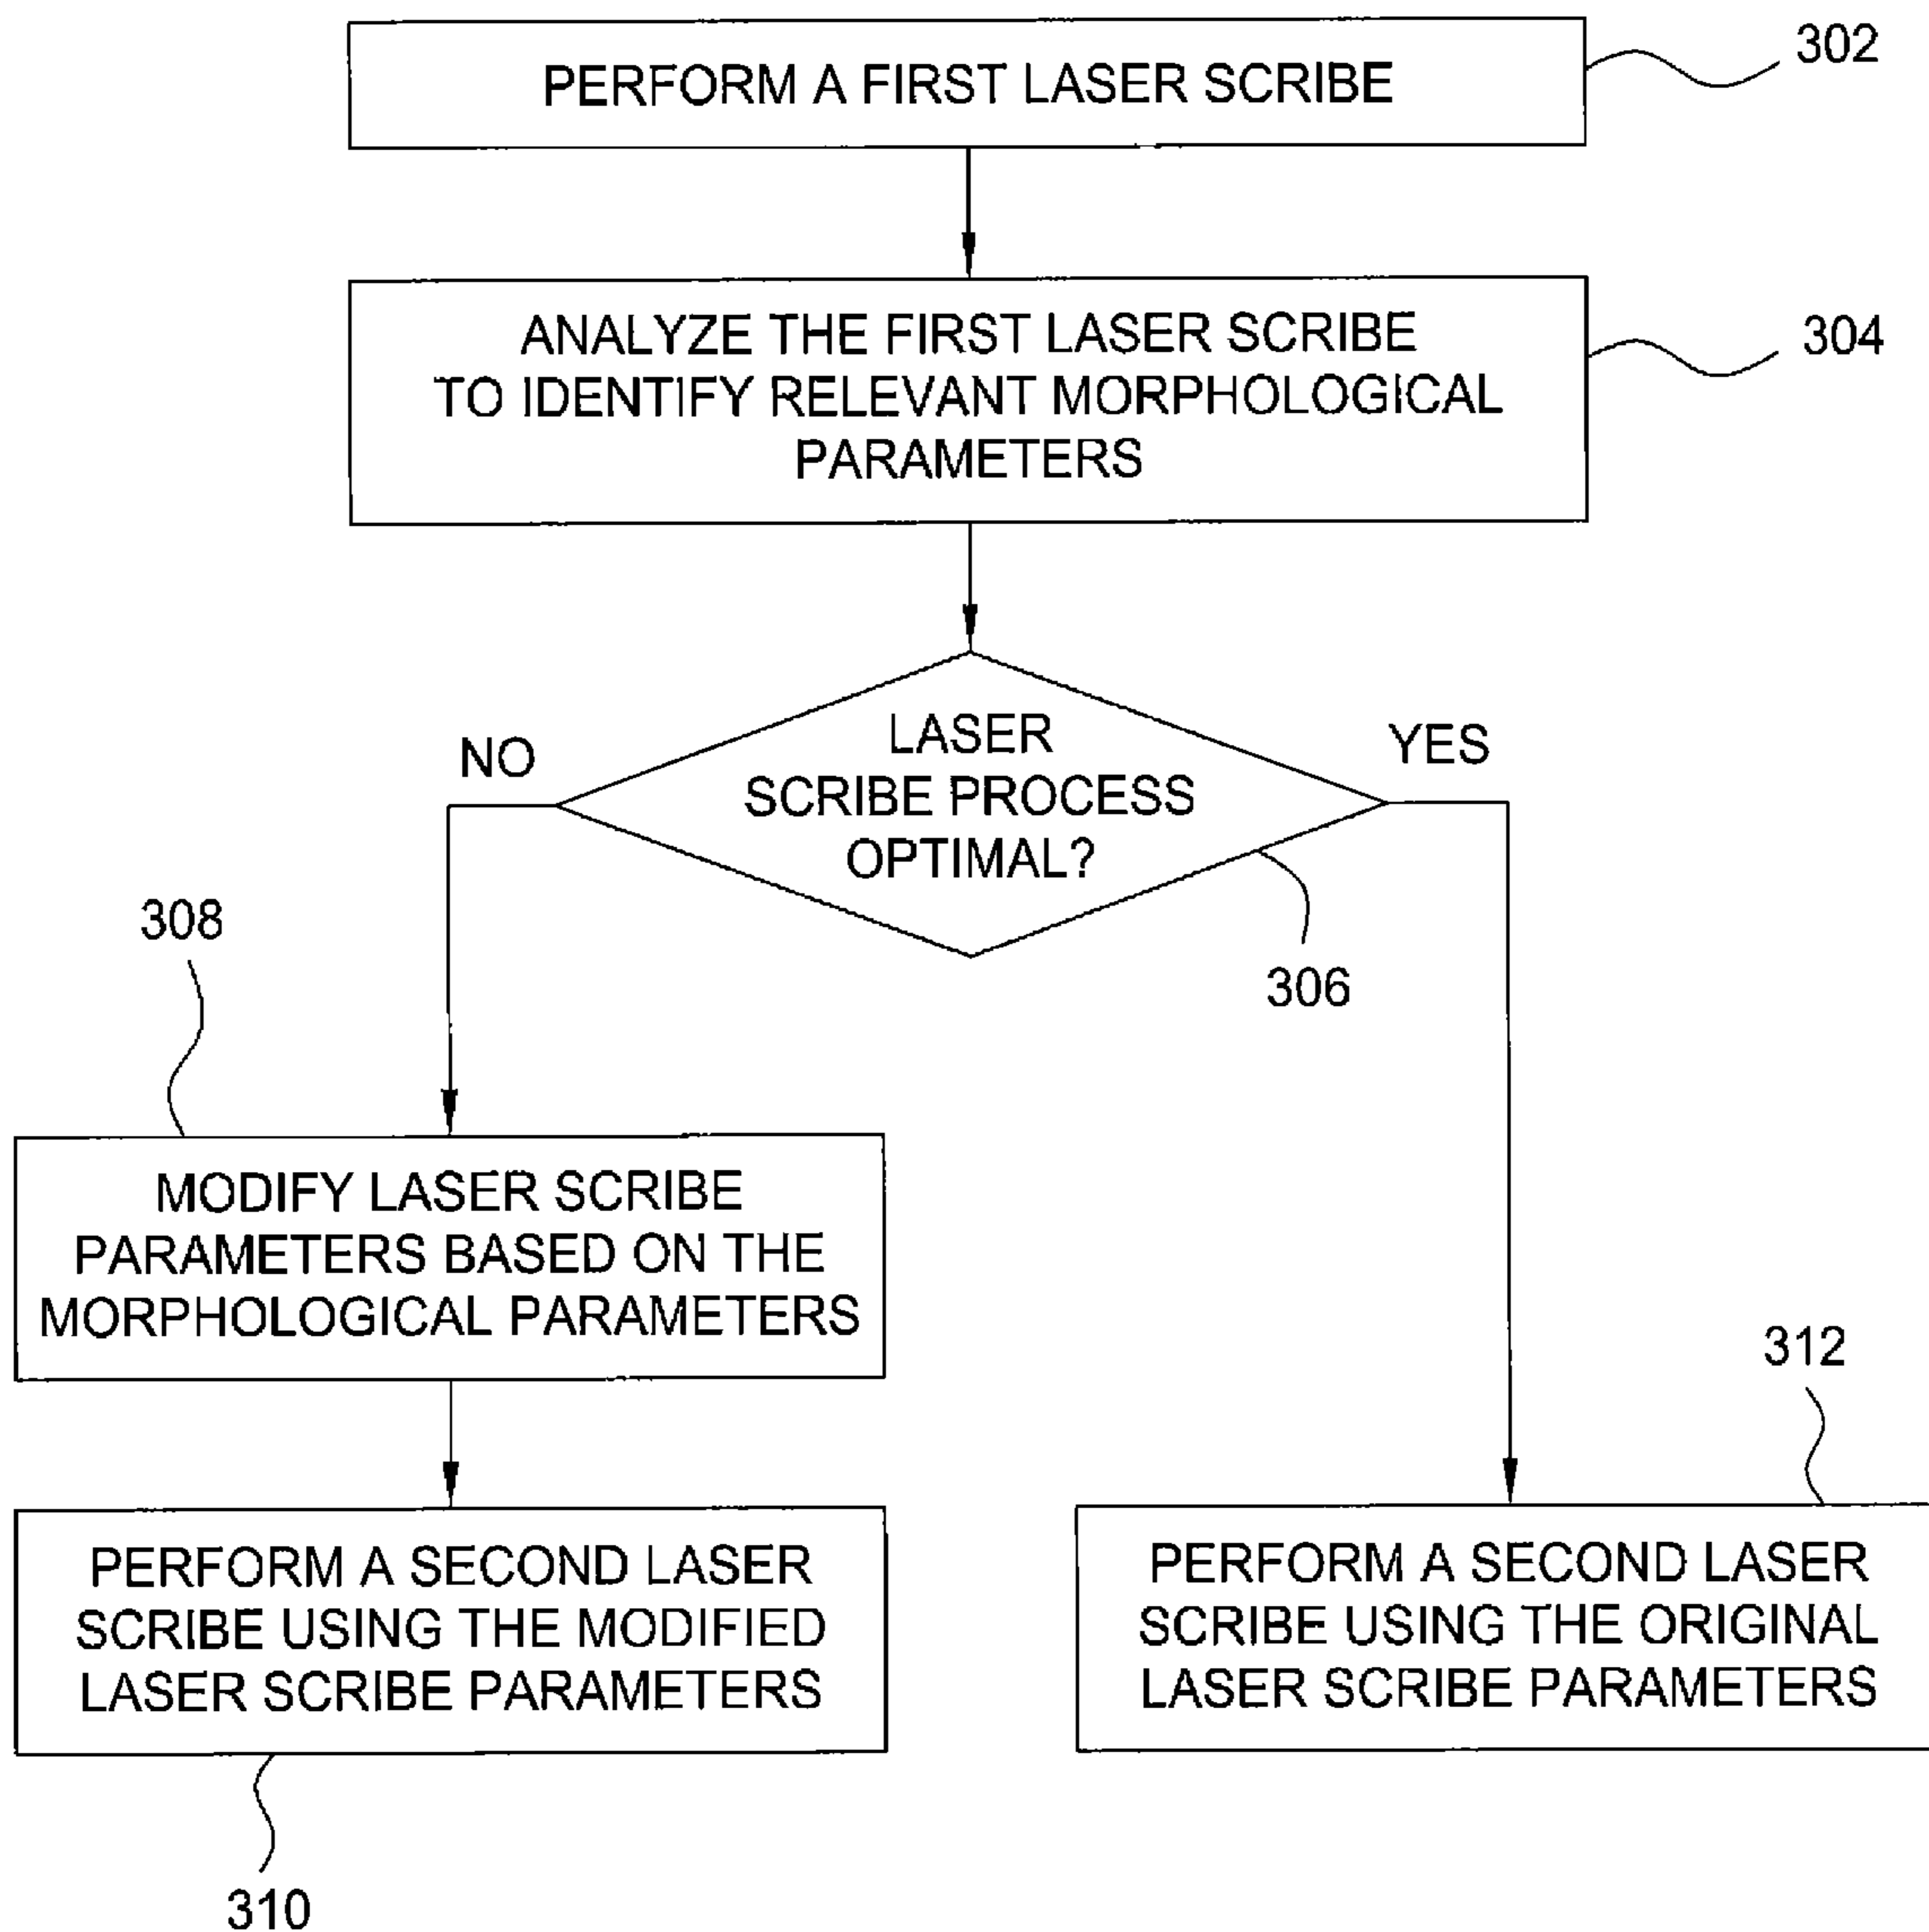 PERFORM A FIRST LASER SCRIBE
302
ANALYZE THE FIRST LASER SCRIBE
TO IDENTIFY RELEVANT MORPHOLOGICAL
PARAMETERS
304
NO
LASER
SCRIBE PROCESS
OPTIMAL?
YES
306
308
MODIFY LASER SCRIBE
PARAMETERS BASED ON THE
MORPHOLOGICAL PARAMETERS
312
PERFORM A SECOND LASER
SCRIBE USING THE MODIFIED
LASER SCRIBE PARAMETERS
310
PERFORM A SECOND LASER
SCRIBE USING THE ORIGINAL
LASER SCRIBE PARAMETERS